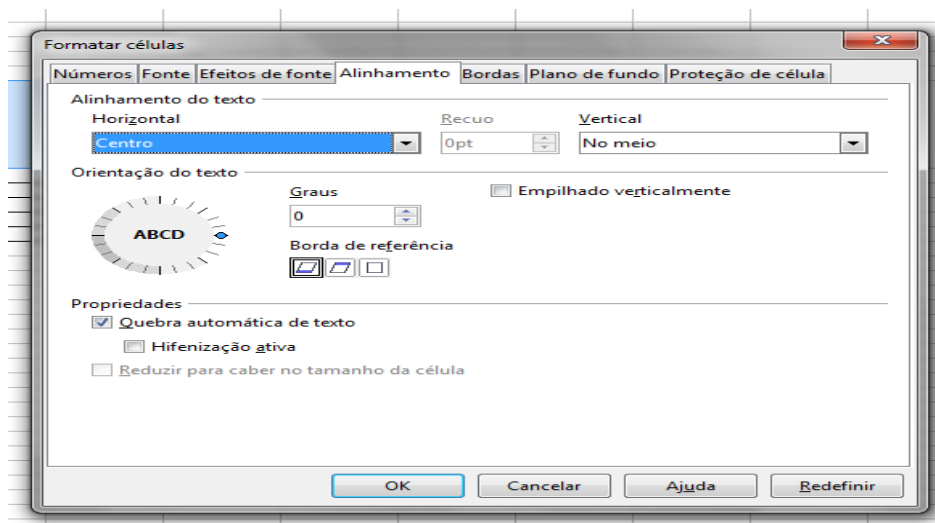 Formatar células
Números Fonte Efeitos de fonte Alinhamento Bordas Plano de fundo Proteção de célula
Alinhamento do texto
Horizontal Recuo Vertical
Centro 0pt No meio
Orientação do texto
Graus Empilhado verticalmente
0
ABCD
Borda de referência
Propriedades
Quebra automática de texto
Hifenização ativa
Reduzir para caber no tamanho da célula
OK Cancelar Ajuda Redefinir